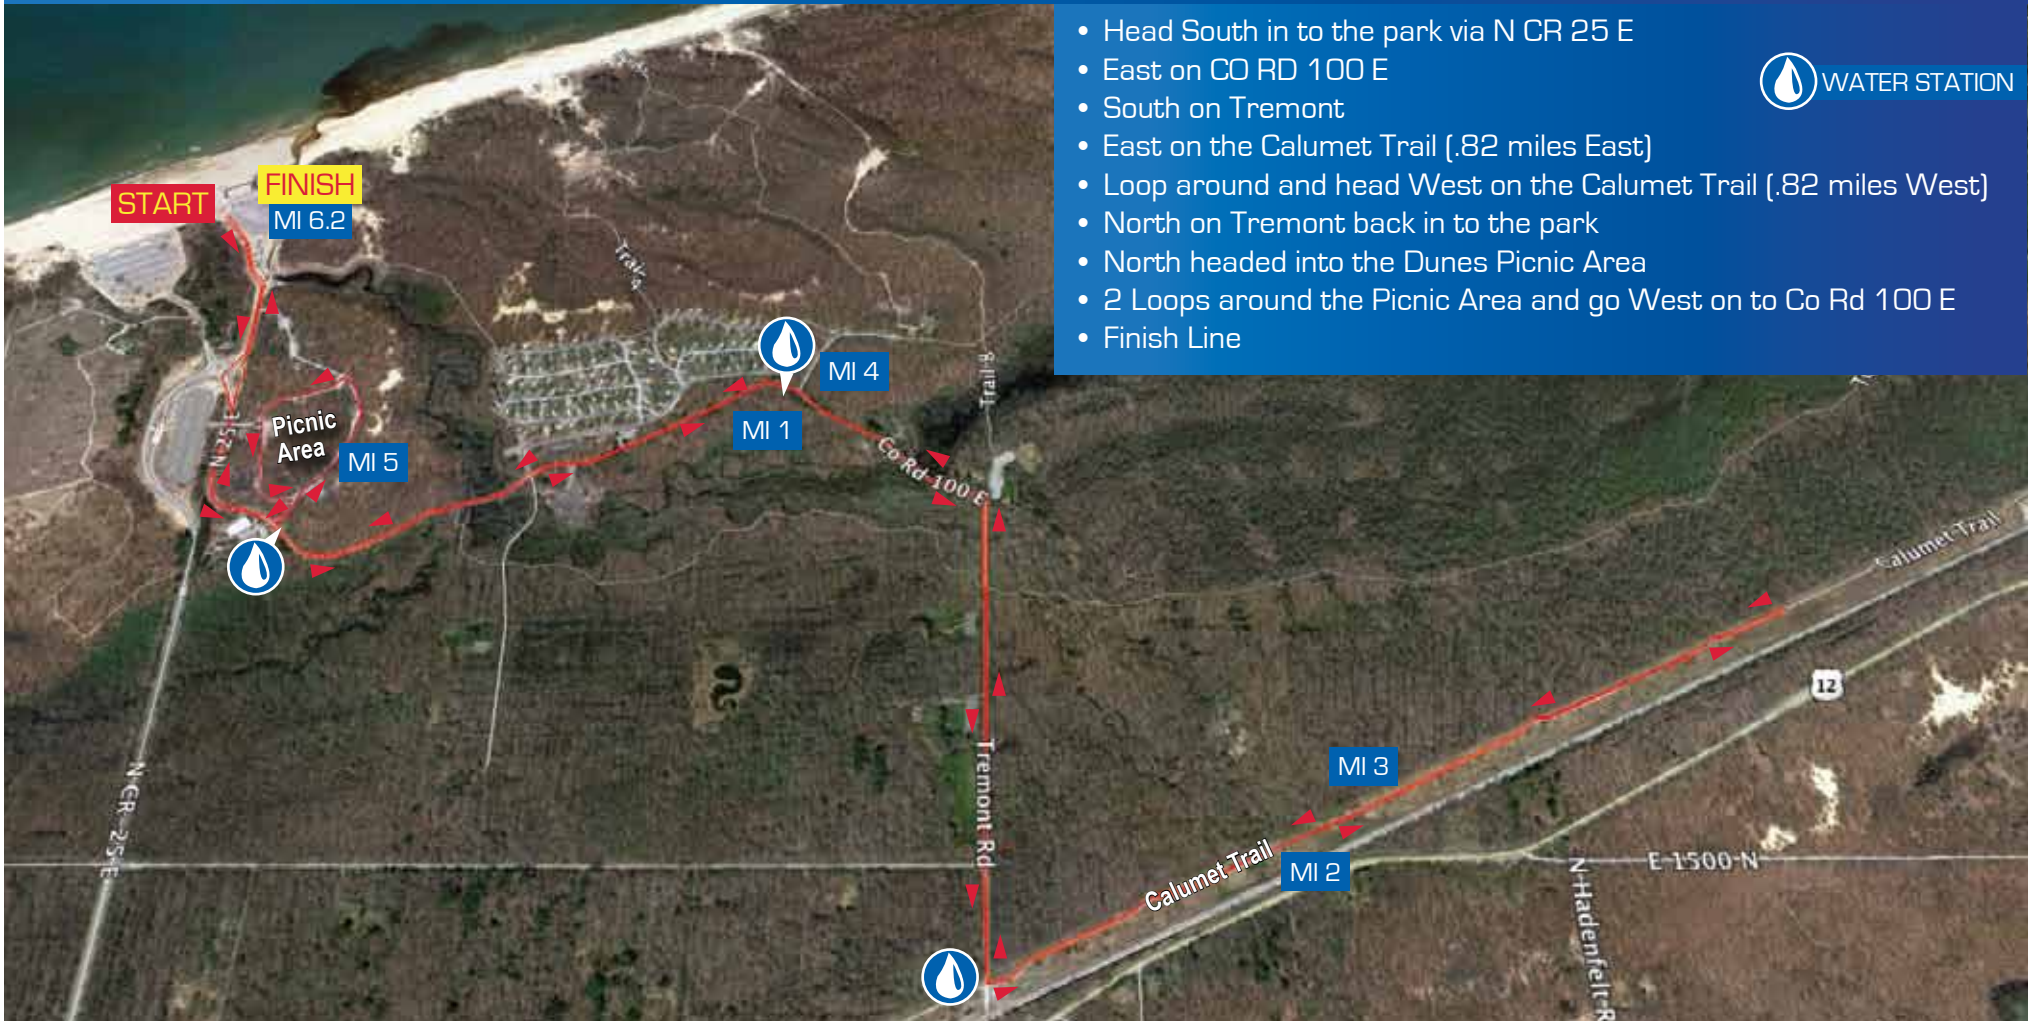 • Head South in to the park via N CR 25 E
• East on CO RD 100 E
• South on Tremont
• East on the Calumet Trail (.82 miles East)
• Loop around and head West on the Calumet Trail (.82 miles West)
• North on Tremont back in to the park
• North headed into the Dunes Picnic Area
• 2 Loops around the Picnic Area and go West on to Co Rd 100 E
• Finish Line
WATER STATION
START
FINISH
MI 6.2
Trail 8
MI 4
MI 1
Picnic
Area
MI 5
N 25
Co Rd 100 E
Calumet Trail
12
N CR 25 E
Tremont Rd
MI 3
Calumet Trail
MI 2
E 1500 N
N Hadenfelt R